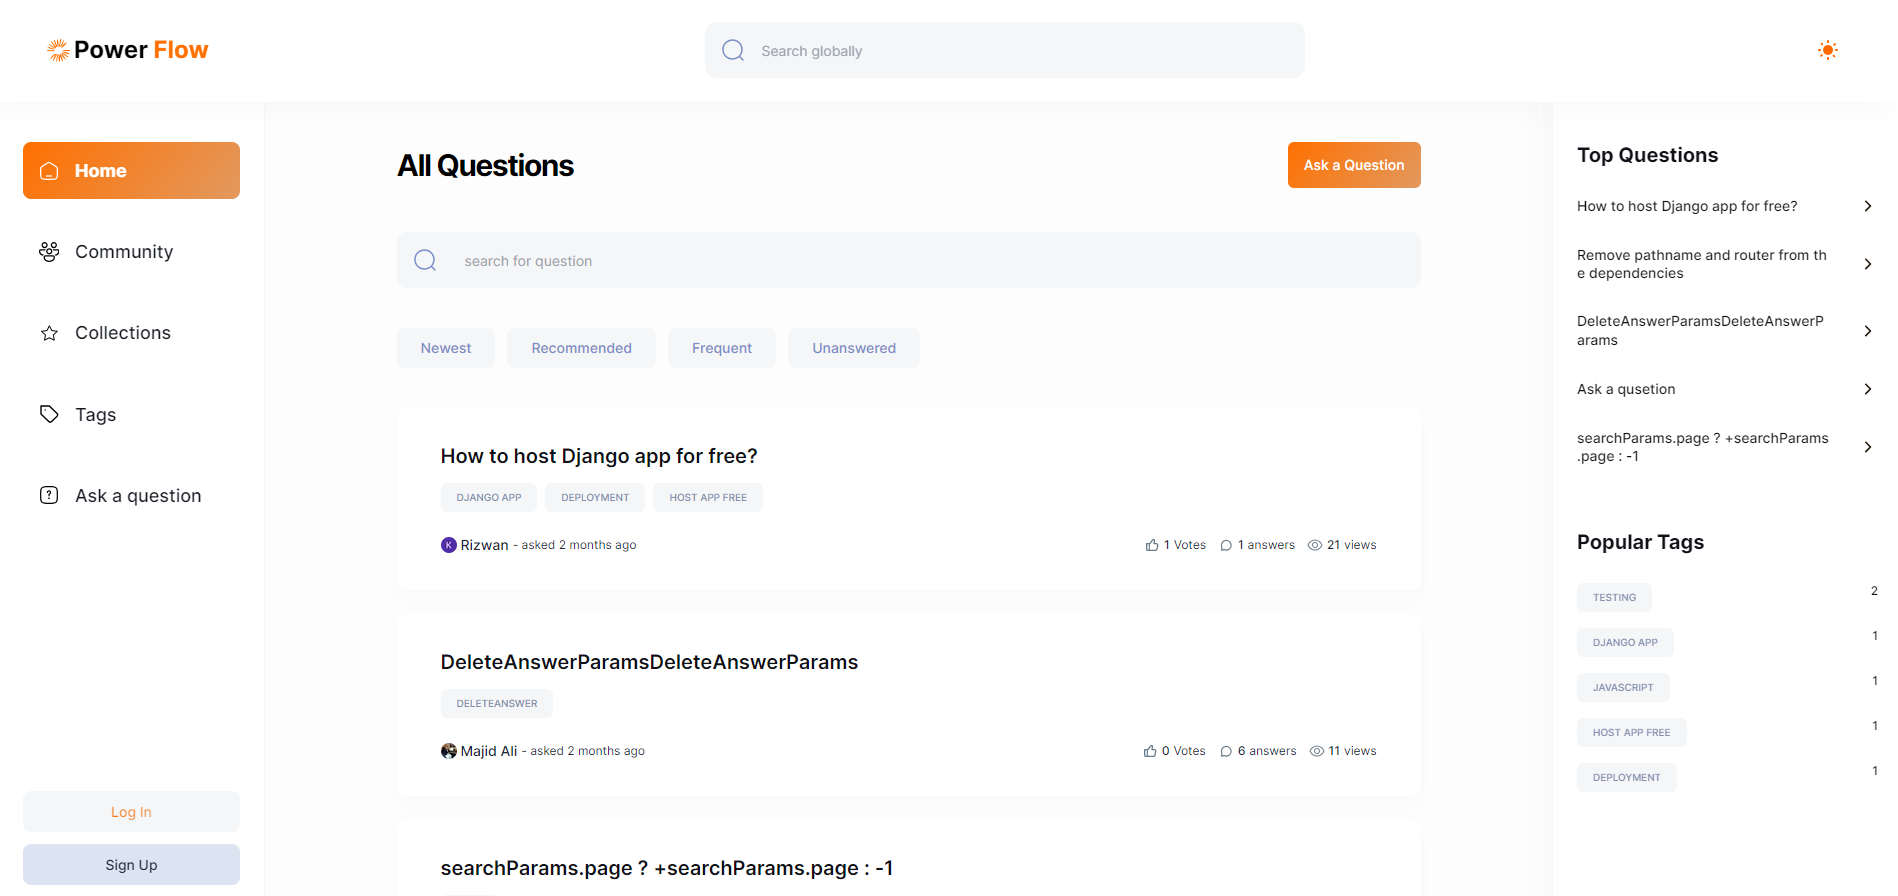 Power Flow
Search globally
Home
Community
Collections
Tags
Ask a question
Log In
Sign Up
All Questions
Ask a Question
search for question
Newest
Recommended
Frequent
Unanswered
How to host Django app for free?
DJANGO APP
DEPLOYMENT
HOST APP FREE
K
Rizwan - asked 2 months ago
1 Votes
1 answers
21 views
DeleteAnswerParamsDeleteAnswerParams
DELETEANSWER
Majid Ali - asked 2 months ago
0 Votes
6 answers
11 views
searchParams.page ? +searchParams.page : -1
Top Questions
How to host Django app for free?
Remove pathname and router from th
e dependencies
DeleteAnswerParamsDeleteAnswerP
arams
Ask a qusetion
searchParams.page ? +searchParams
.page : -1
Popular Tags
TESTING 2
DJANGO APP 1
JAVASCRIPT 1
HOST APP FREE 1
DEPLOYMENT 1